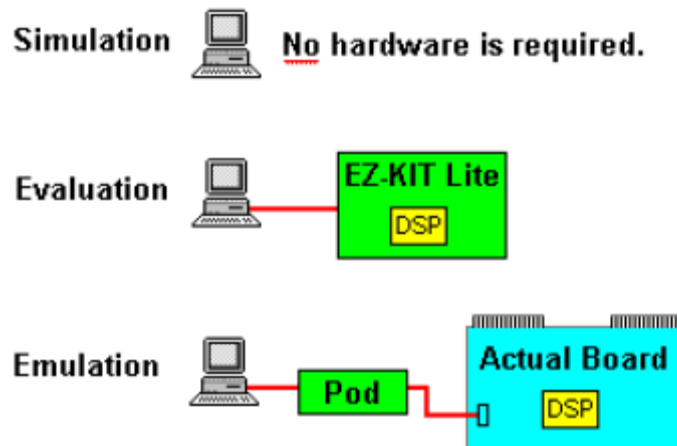 Simulation No hardware is required.
EZ-KIT Lite
Evaluation
DSP
Actual Board
Emulation
Pod
DSP